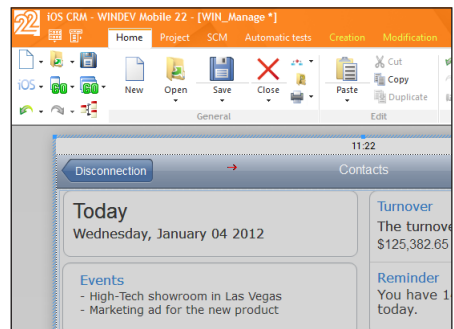 22
iOS CRM - WINDEV Mobile 22 - [WIN_Manage *]
Home Project SCM Automatic tests Creation Modification
iOS GO GO
New Open Save Close Paste
Cut
Copy
Duplicate
General Edit
11:22
Disconnection Contacts
Today
Wednesday, January 04 2012
Turnover
The turnove
$125,382.65
Events
- High-Tech showroom in Las Vegas
- Marketing ad for the new product
Reminder
You have 1
today.